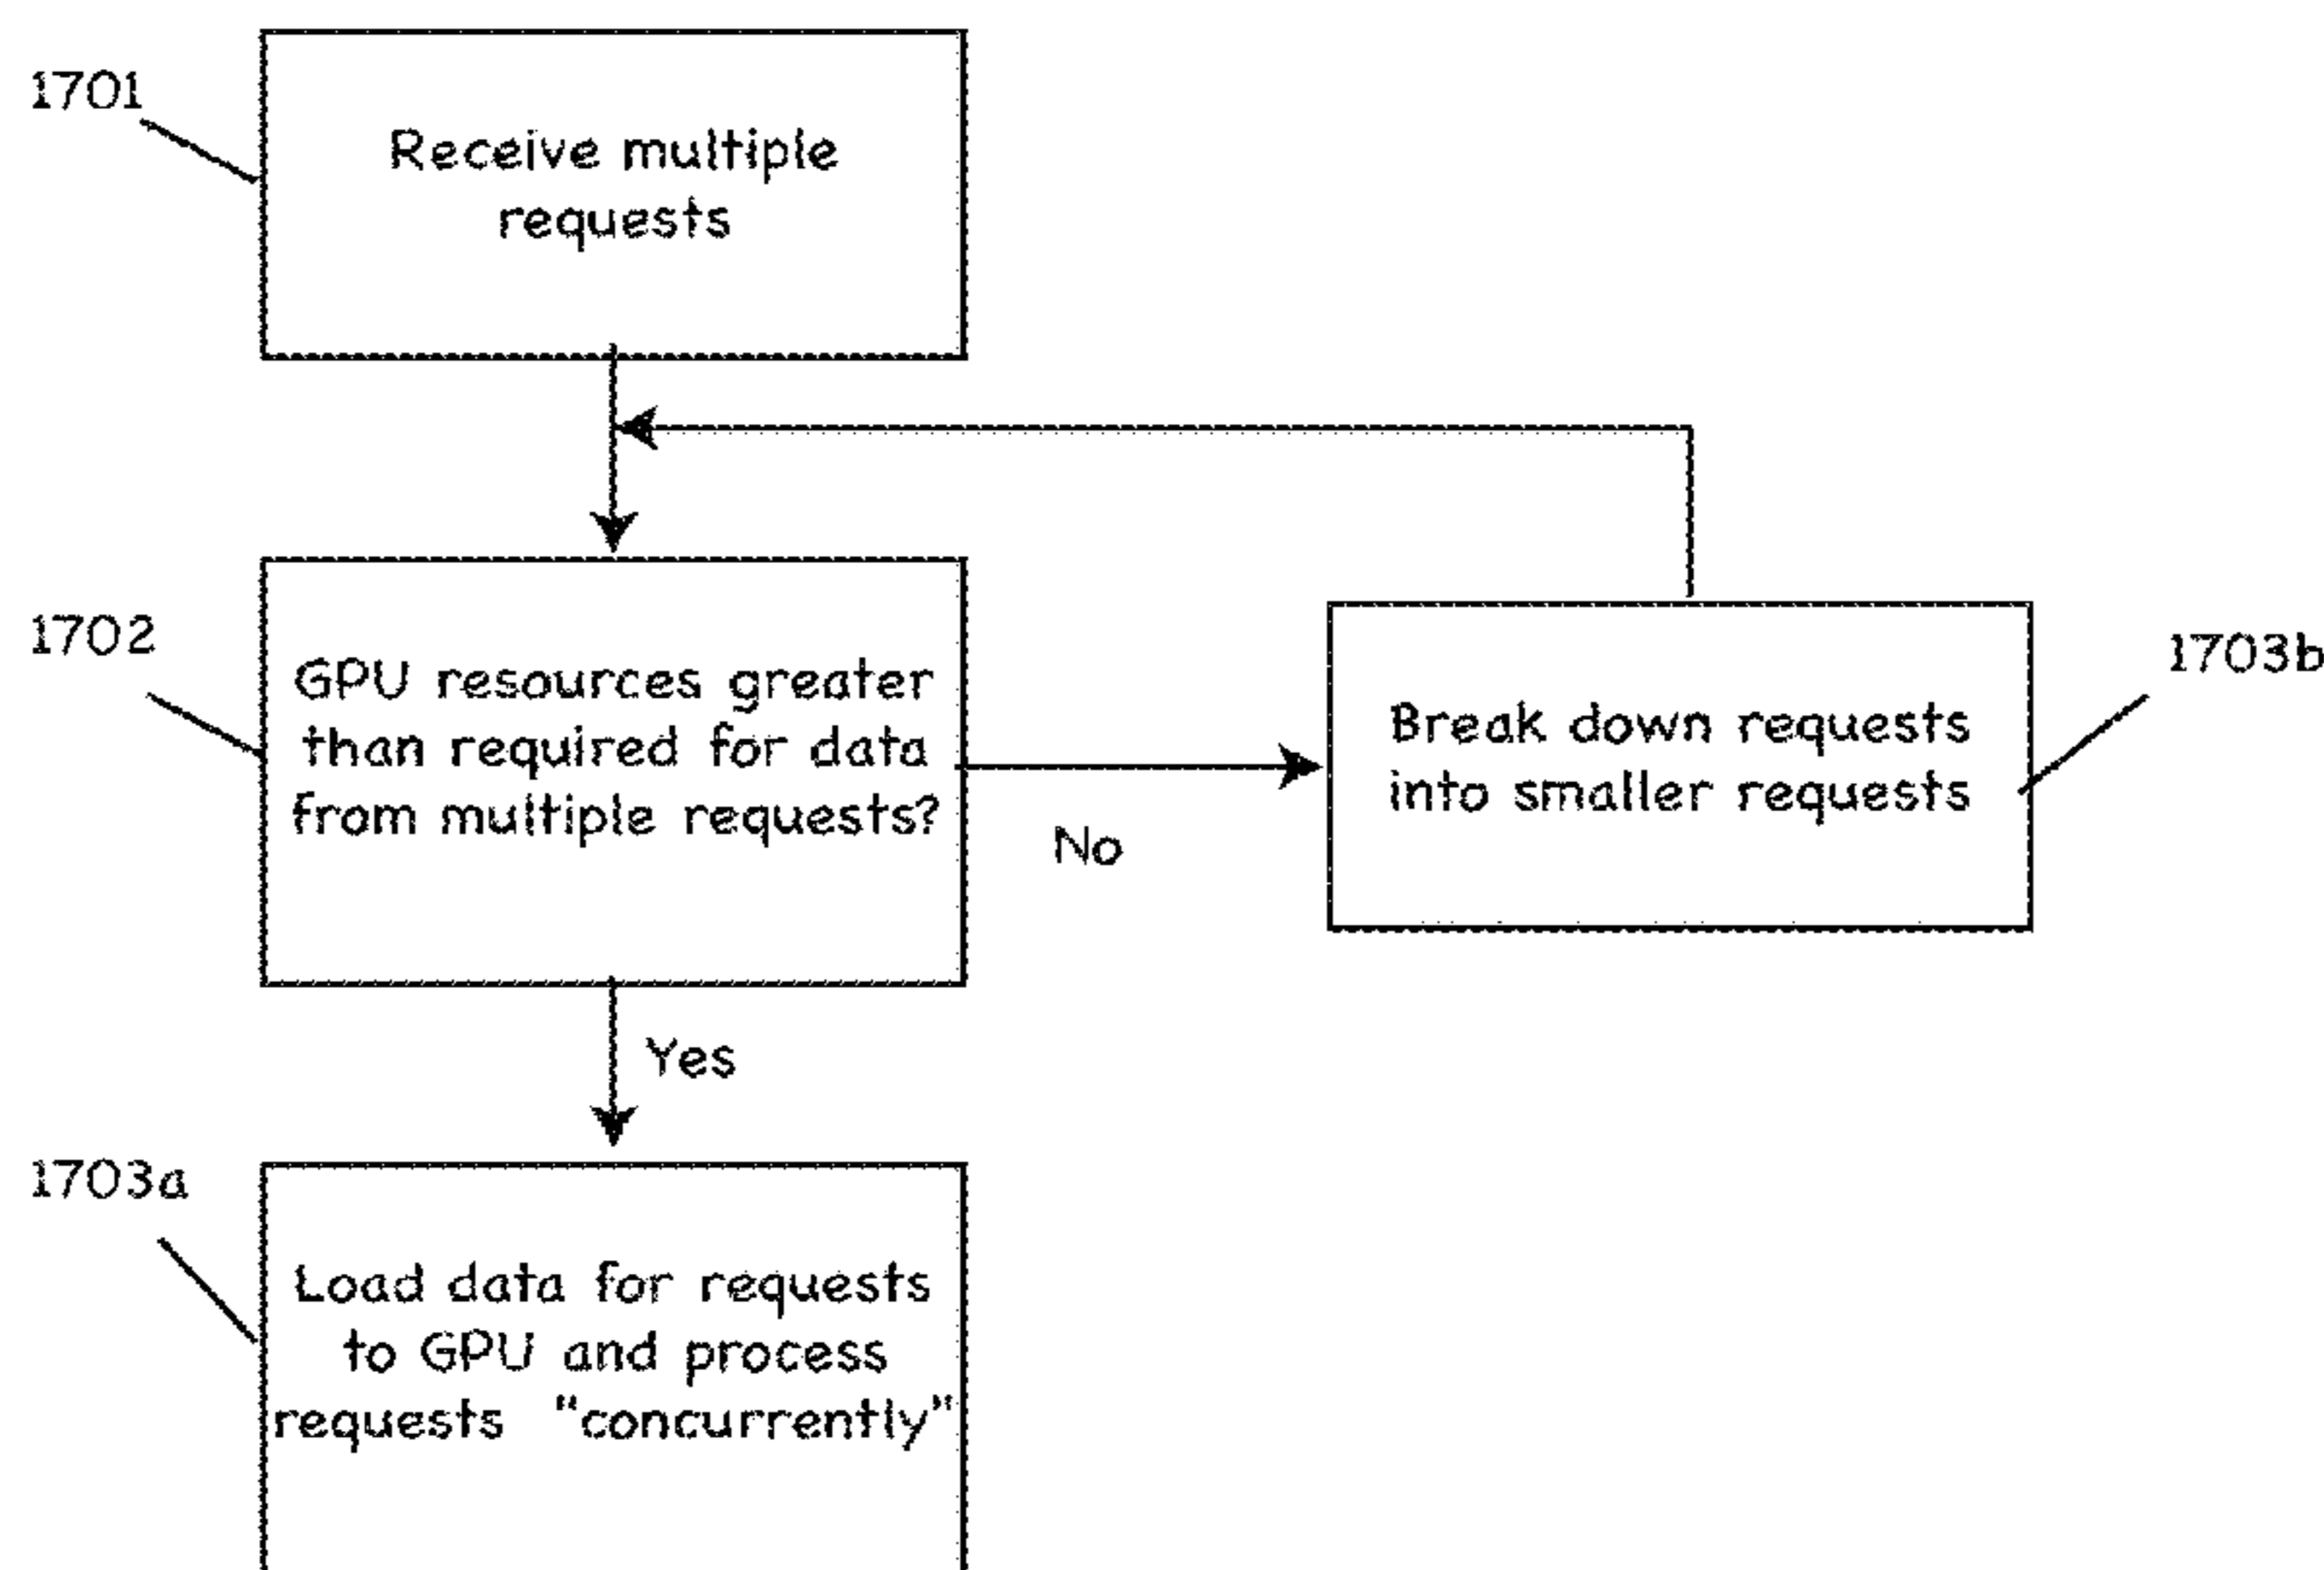 1701
Receive multiple
requests
1702
GPU resources greater
than required for data
from multiple requests?
No
Break down requests
into smaller requests
1703b
Yes
1703a
Load data for requests
to GPU and process
requests "concurrently"